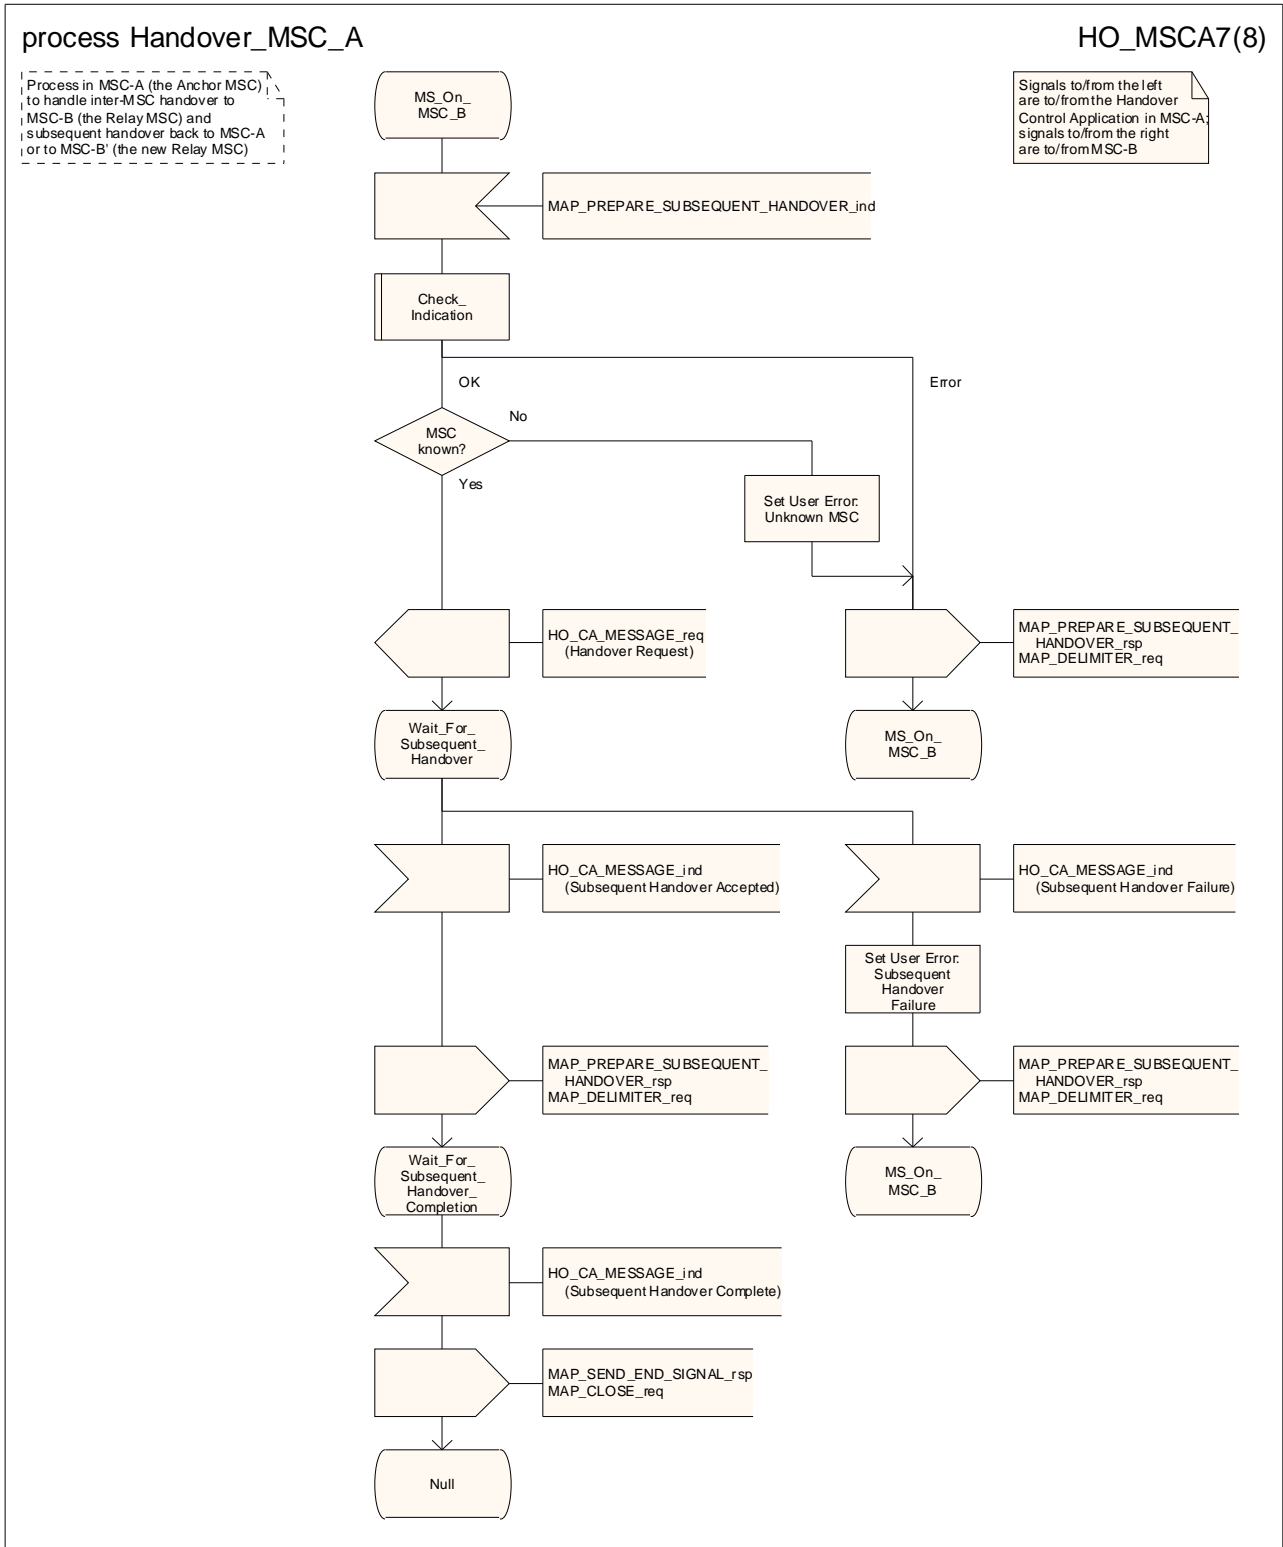 process Handover_MSC_A
HO_MSCA7(8)
Process in MSC-A (the Anchor MSC)
to handle inter-MSC handover to
MSC-B (the Relay MSC) and
subsequent handover back to MSC-A
or to MSC-B' (the new Relay MSC)
Signals to/from the left
are to/from the Handover
Control Application in MSC-A;
signals to/from the right
are to/from MSC-B
MS_On_
MSC_B
MAP_PREPARE_SUBSEQUENT_HANDOVER_ind
Check_
Indication
OK
Error
MSC
known?
No
Yes
Set User Error:
Unknown MSC
HO_CA_MESSAGE_req
(Handover Request)
MAP_PREPARE_SUBSEQUENT_
HANDOVER_rsp
MAP_DELIMITER_req
Wait_For_
Subsequent_
Handover
MS_On_
MSC_B
HO_CA_MESSAGE_ind
(Subsequent Handover Accepted)
HO_CA_MESSAGE_ind
(Subsequent Handover Failure)
Set User Error:
Subsequent
Handover
Failure
MAP_PREPARE_SUBSEQUENT_
HANDOVER_rsp
MAP_DELIMITER_req
MAP_PREPARE_SUBSEQUENT_
HANDOVER_rsp
MAP_DELIMITER_req
Wait_For_
Subsequent_
Handover_
Completion
MS_On_
MSC_B
HO_CA_MESSAGE_ind
(Subsequent Handover Complete)
MAP_SEND_END_SIGNAL_rsp
MAP_CLOSE_req
Null